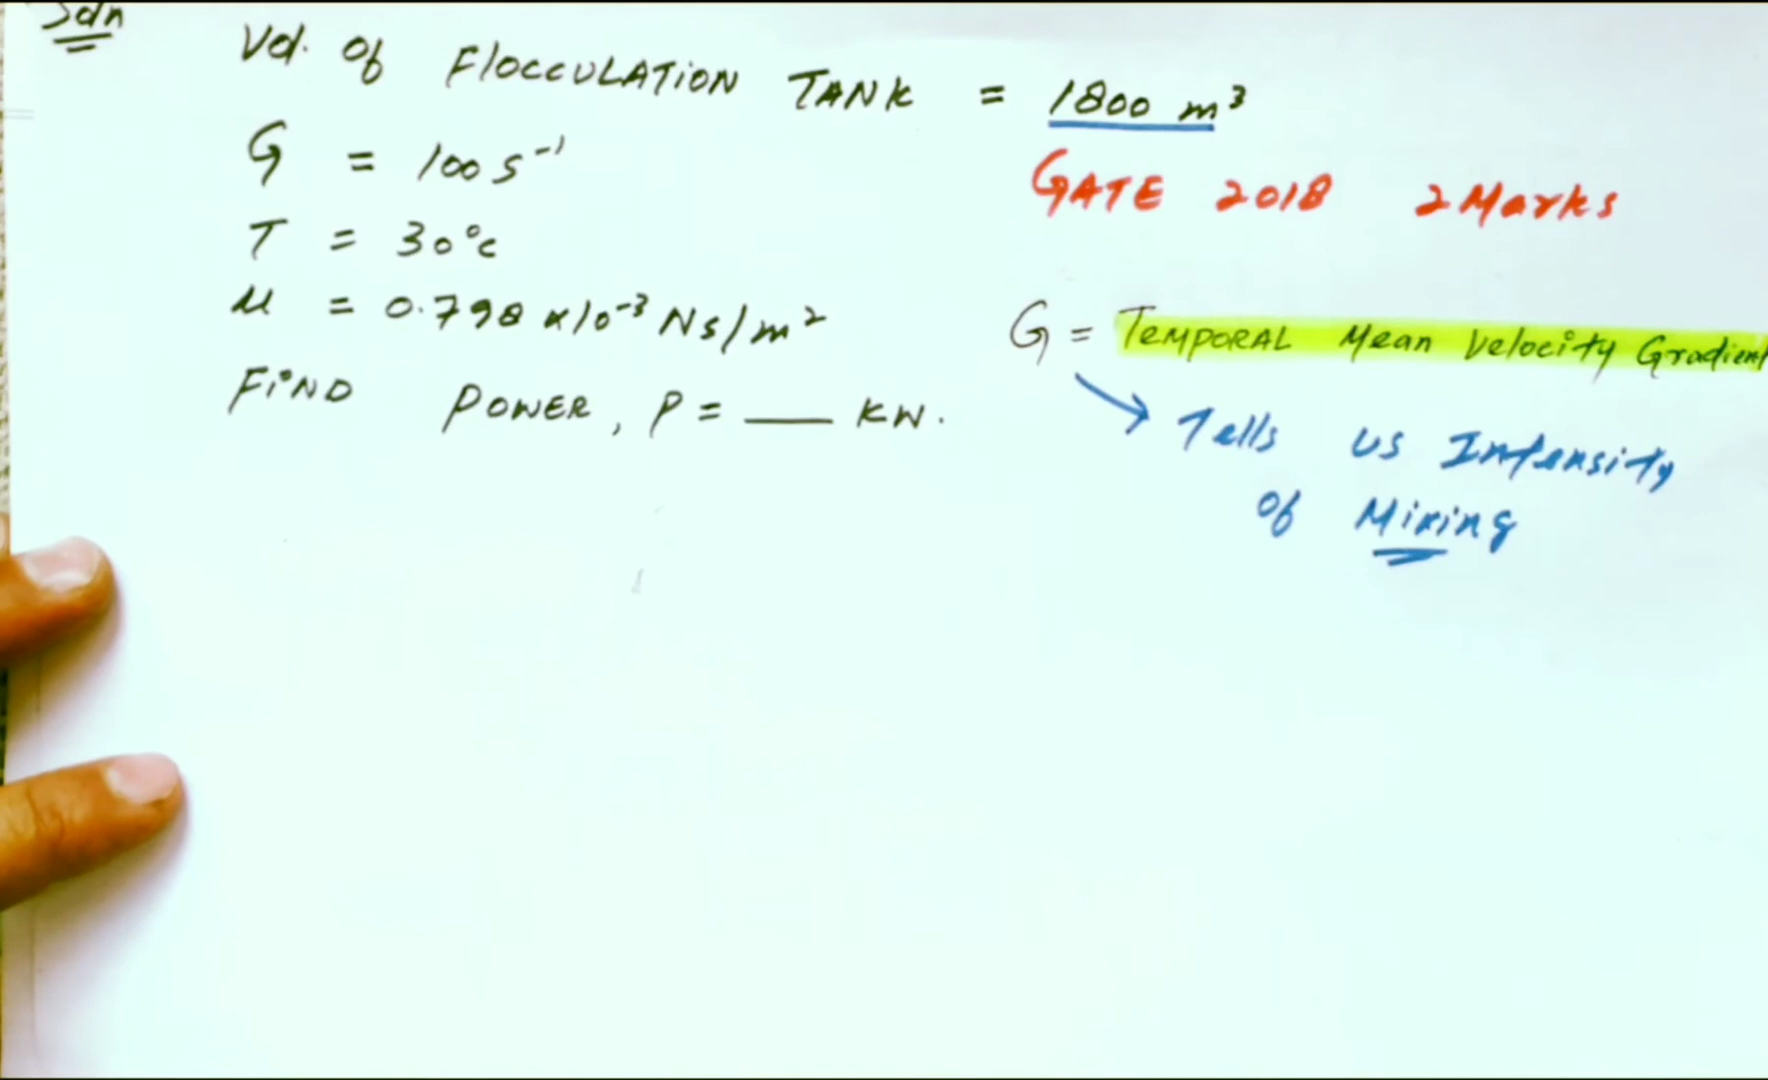 Soln
Vol. of FlOCCULATION TANK = 1800 m³
G = 100 s⁻¹
GATE 2018 2 Marks
T = 30°c
μ = 0.798 x10⁻³ Ns/m²
G = TEMPORAL Mean Velocity Gradient
FIND POWER, P = ___ KW.
Tells us Intensity
of Mixing